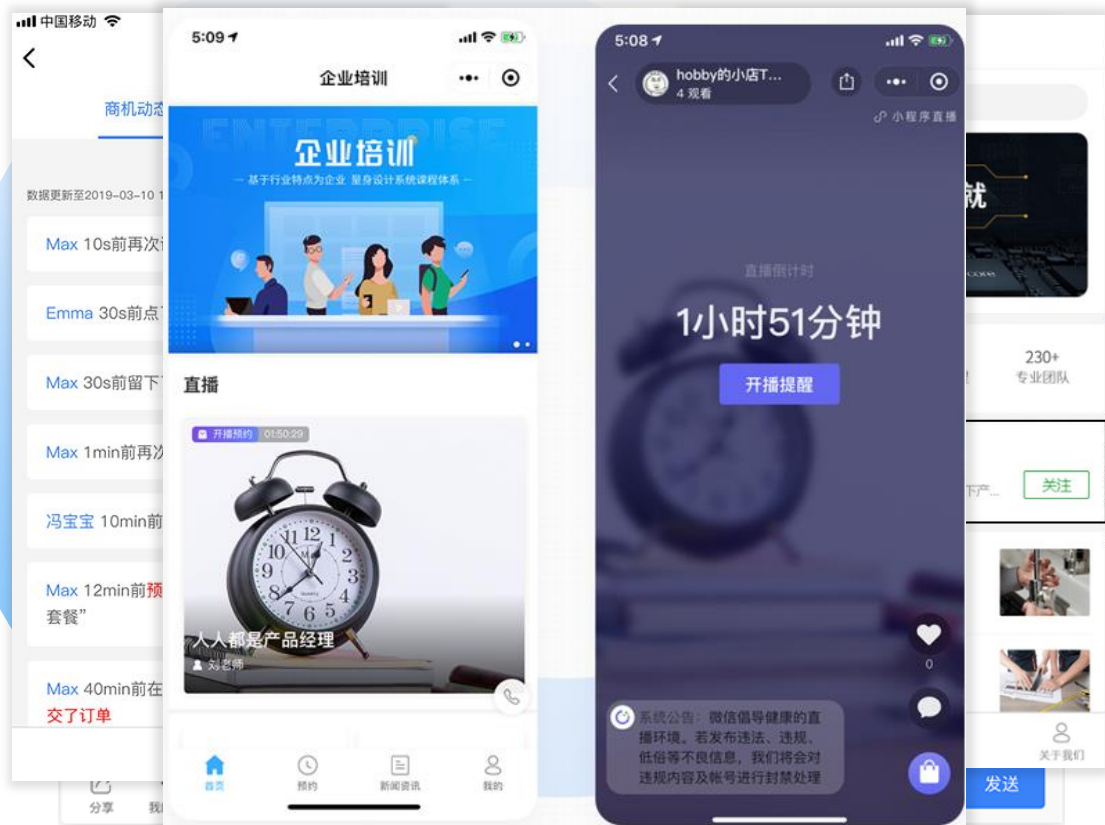 中国移动
商机动态
数据更新至2019-03-10 1
Max 10s前再次
Emma 30s前点
Max 30s前留下
Max 1min前再次
冯宝宝 10min前
Max 12min前预
套餐”
Max 40min前在
交了订单
分享
5:09
企业培训
ENTERPRISE
企业培训
基于行业特点为企业 量身设计系统课程体系
直播
开播预约 01:50:29
人人都是产品经理
刘老师
首页
预约
新闻资讯
我的
5:08
hobby的小店T...
4 观看
小程序直播
直播倒计时
1小时51分钟
开播提醒
0
系统公告：微信倡导健康的直
播环境。若发布违法、违规、
低俗等不良信息，我们将会对
违规内容及帐号进行封禁处理
就
230+
专业团队
下产...
关注
关于我们
发送